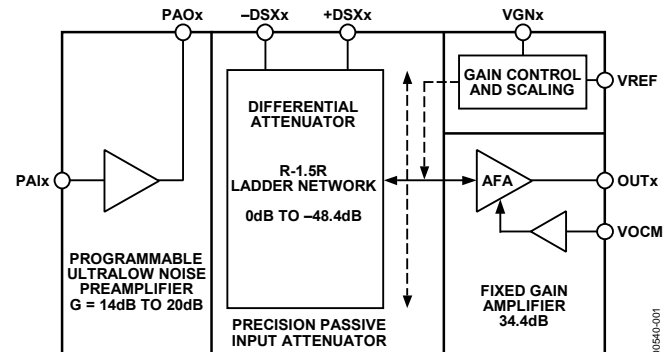 PAOx
–DSXx
+DSXx
VGNx
GAIN CONTROL
AND SCALING
VREF
DIFFERENTIAL
ATTENUATOR
R-1.5R
LADDER NETWORK
0dB TO –48.4dB
PAIx
AFA
OUTx
VOCM
PROGRAMMABLE
ULTRALOW NOISE
PREAMPLIFIER
G = 14dB TO 20dB
PRECISION PASSIVE
INPUT ATTENUATOR
FIXED GAIN
AMPLIFIER
34.4dB